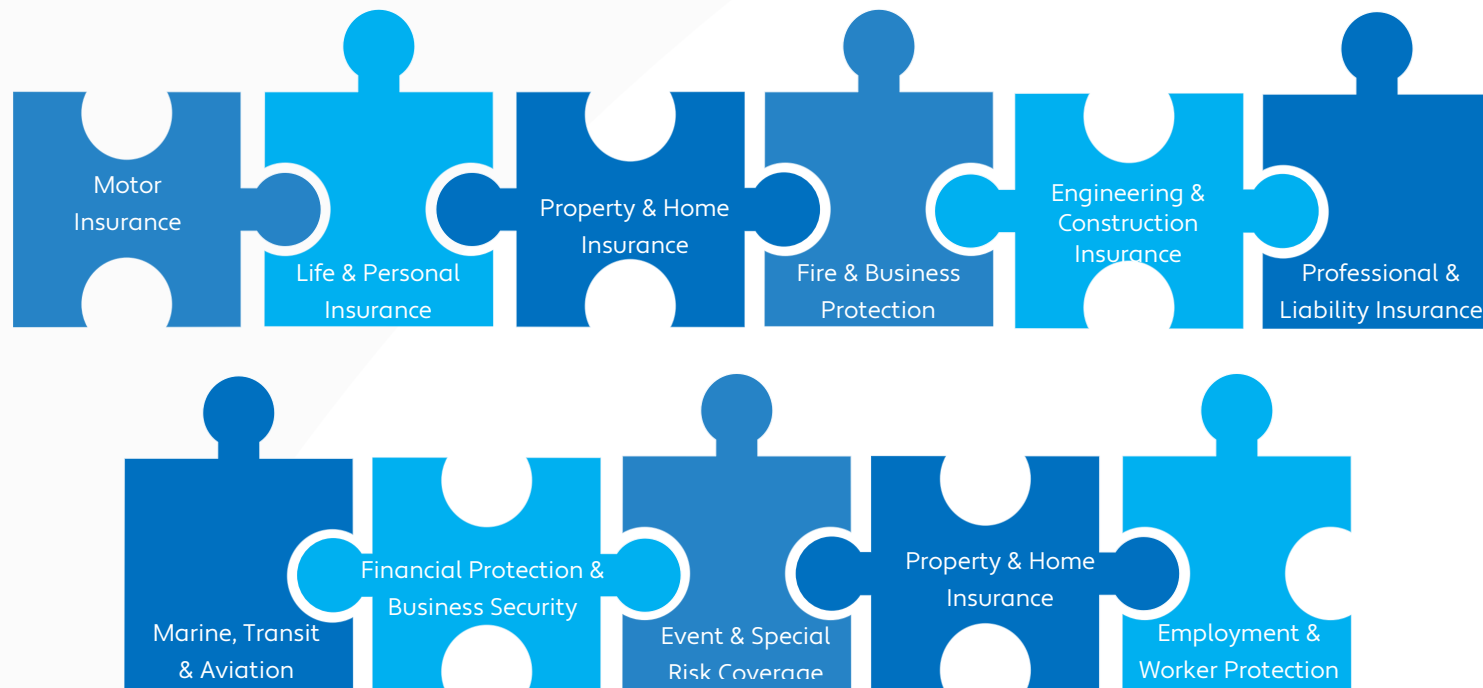 Motor
Insurance
Life & Personal
Insurance
Property & Home
Insurance
Fire & Business
Protection
Engineering &
Construction
Insurance
Professional &
Liability Insurance
Marine, Transit
& Aviation
Financial Protection &
Business Security
Event & Special
Risk Coverage
Property & Home
Insurance
Employment &
Worker Protection